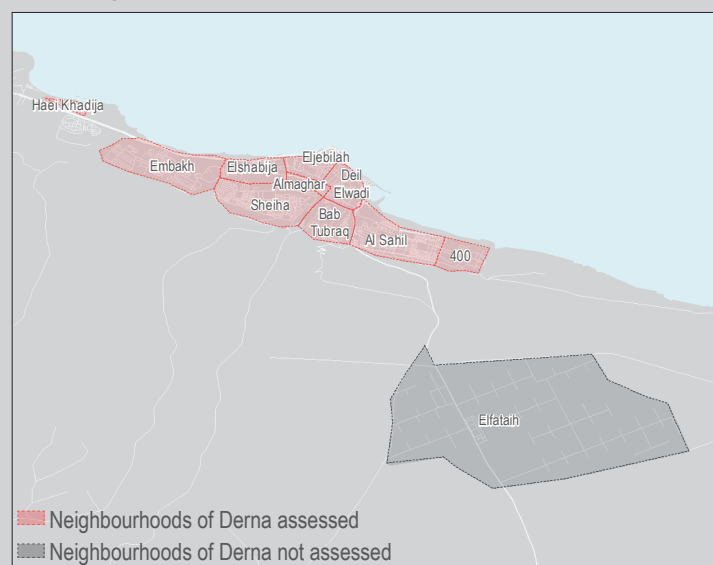 Haei Khadija
Embakh
Elshabija
Eljebilah
Almaghar
Deil
Elwadi
Sheiha
Bab
Tubraq
Al Sahil
400
Elfataih
Neighbourhoods of Derna assessed
Neighbourhoods of Derna not assessed